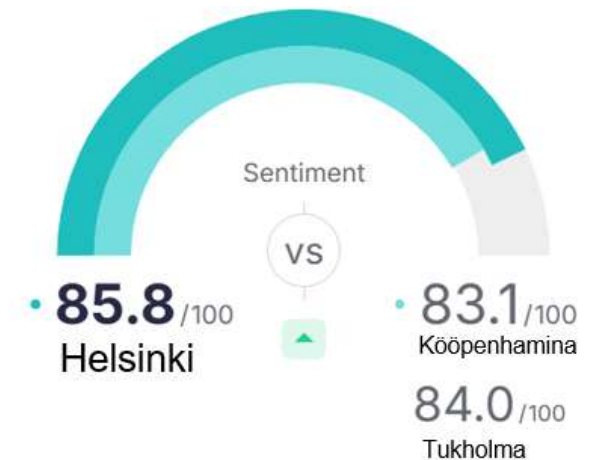 Sentiment
VS
85.8/100
Helsinki
83.1/100
Kööpenhamina
84.0/100
Tukholma